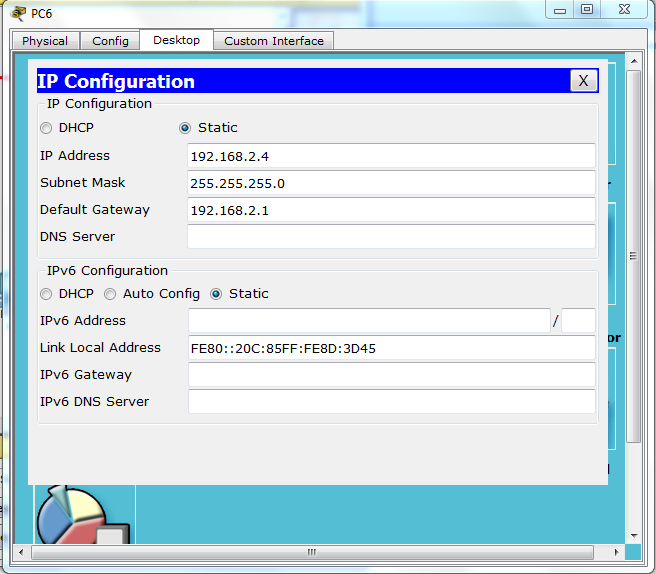 PC6
Physical Config Desktop Custom Interface
IP Configuration X
IP Configuration
DHCP Static
IP Address 192.168.2.4
Subnet Mask 255.255.255.0
Default Gateway 192.168.2.1
DNS Server
IPv6 Configuration
DHCP Auto Config Static
IPv6 Address /
Link Local Address FE80::20C:85FF:FE8D:3D45
IPv6 Gateway
IPv6 DNS Server